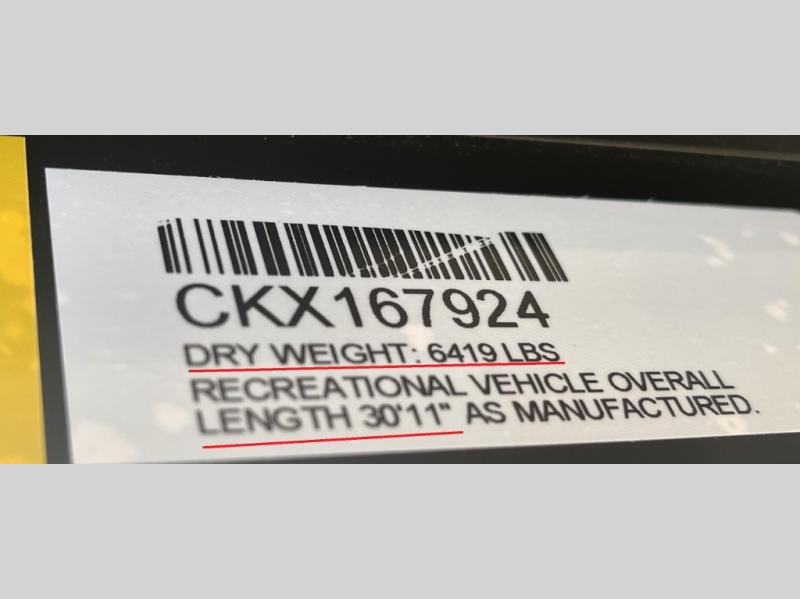 CKX167924
DRY WEIGHT: 6419 LBS
RECREATIONAL VEHICLE OVERALL
LENGTH 30'11" AS MANUFACTURED.